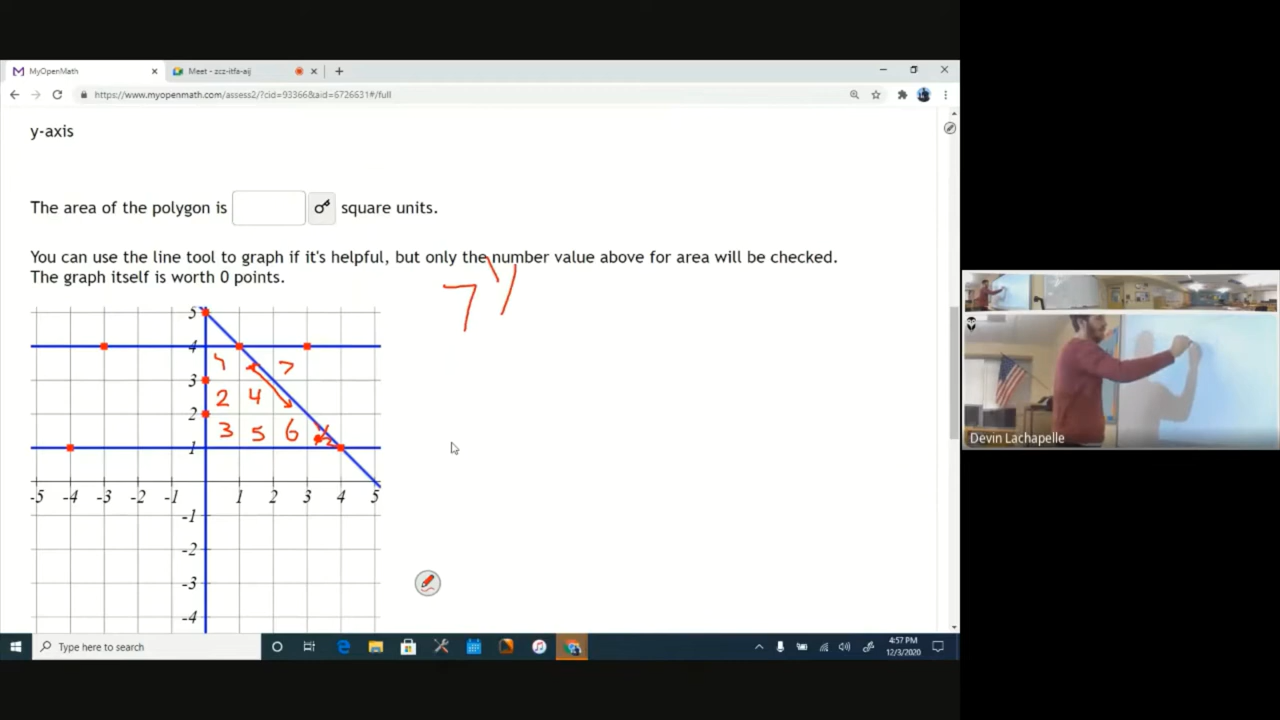 MyOpenMath
Meet - zcz-itfa-aij
https://www.myopenmath.com/assess2/?cid=93366&aid=6726631#/full
y-axis
The area of the polygon is
square units.
You can use the line tool to graph if it's helpful, but only the number value above for area will be checked.
The graph itself is worth 0 points.
7
5
4
3
2
1
1 7
2 4
3 5 6 1/2
-5 -4 -3 -2 -1 1 2 3 4 5
-1
-2
-3
-4
Devin Lachapelle
Type here to search
4:57 PM
12/3/2020